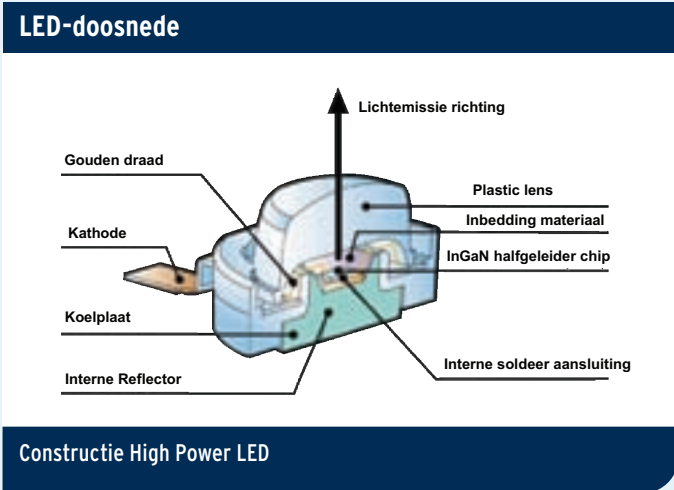 LED-doosnede
Lichtemissie richting
Gouden draad
Plastic lens
Inbedding materiaal
Kathode
InGaN halfgeleider chip
Koelplaat
Interne soldeer aansluiting
Interne Reflector
Constructie High Power LED